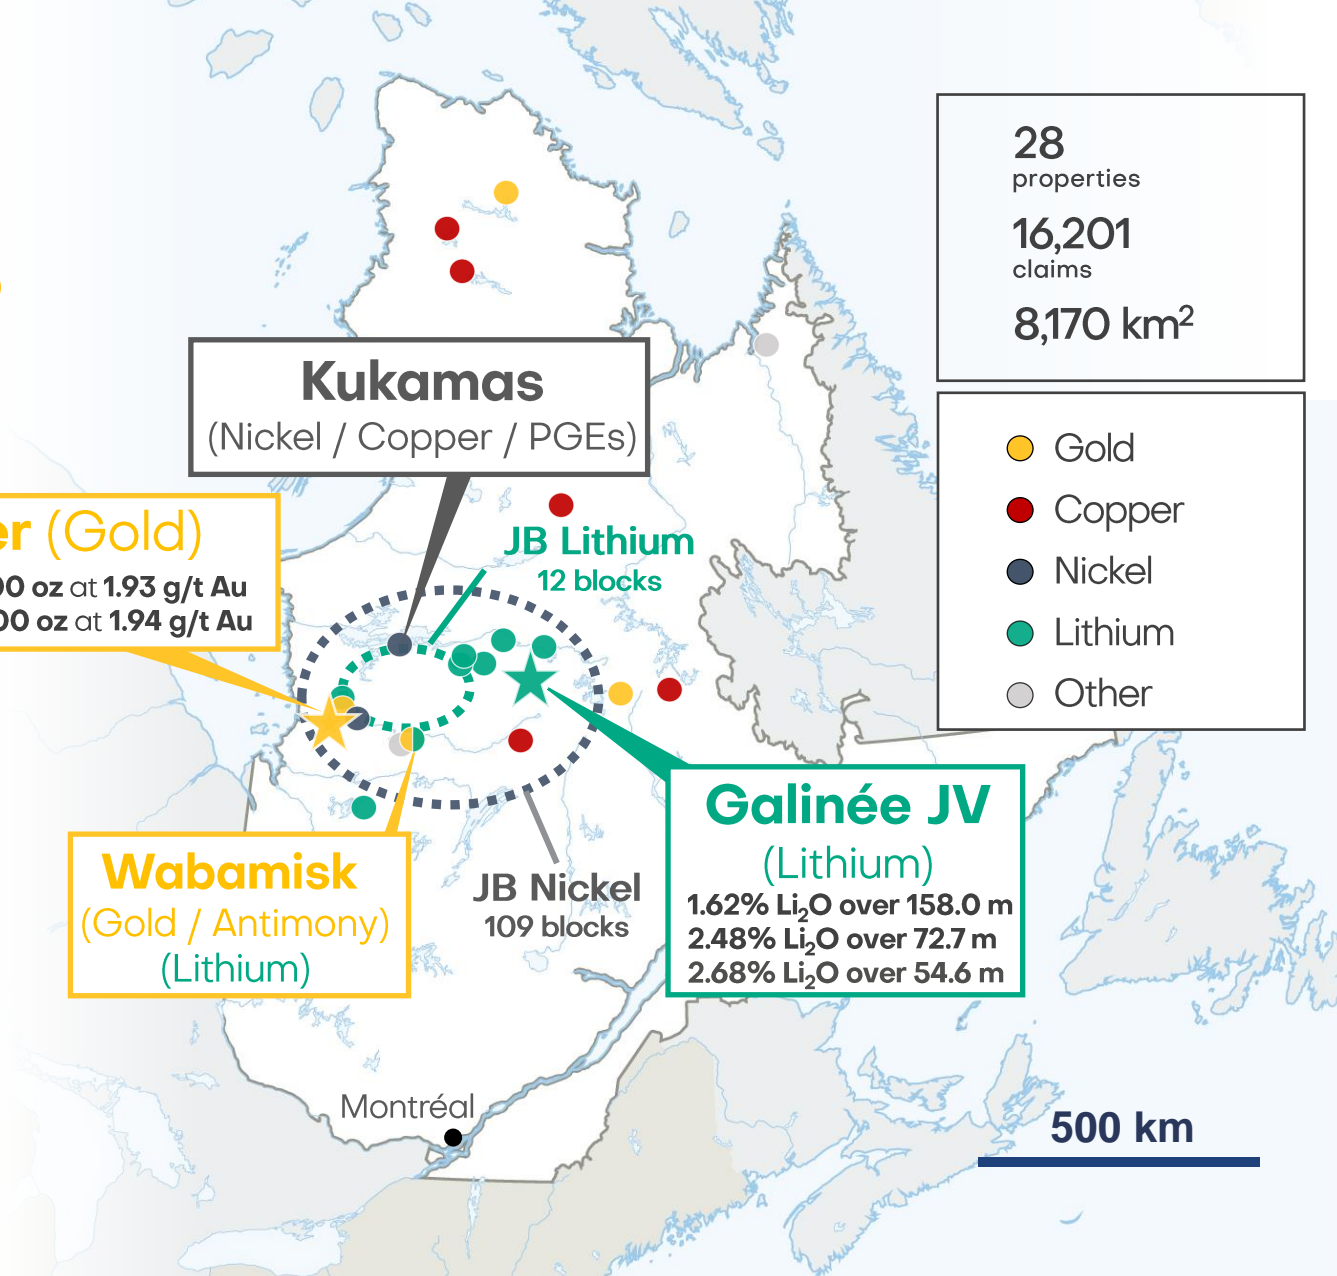 28
properties
16,201
claims
8,170 km²
Kukamas
(Nickel / Copper / PGEs)
Gold
Copper
Nickel
Lithium
Other
(Gold)
oz at 1.93 g/t Au
oz at 1.94 g/t Au
JB Lithium
12 blocks
Galinée JV
(Lithium)
1.62% Li₂O over 158.0 m
2.48% Li₂O over 72.7 m
2.68% Li₂O over 54.6 m
Wabamisk
(Gold / Antimony)
(Lithium)
JB Nickel
109 blocks
Montréal
500 km